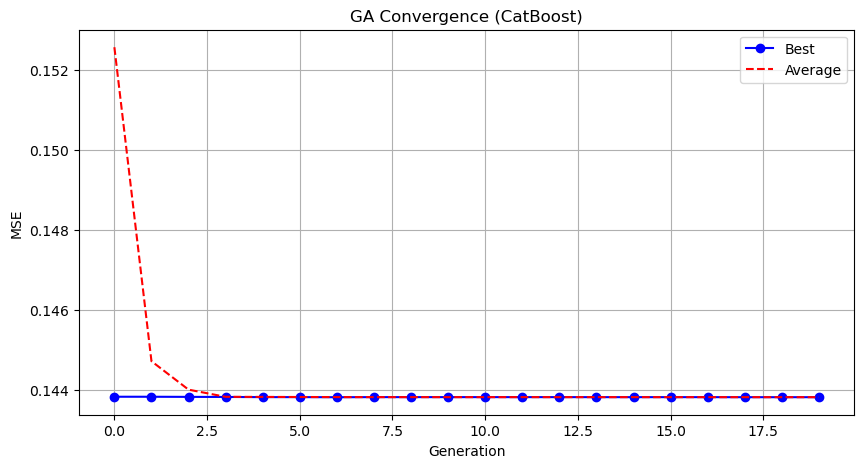 GA Convergence (CatBoost)
Best
Average
MSE
0.152
0.150
0.148
0.146
0.144
0.0 2.5 5.0 7.5 10.0 12.5 15.0 17.5
Generation